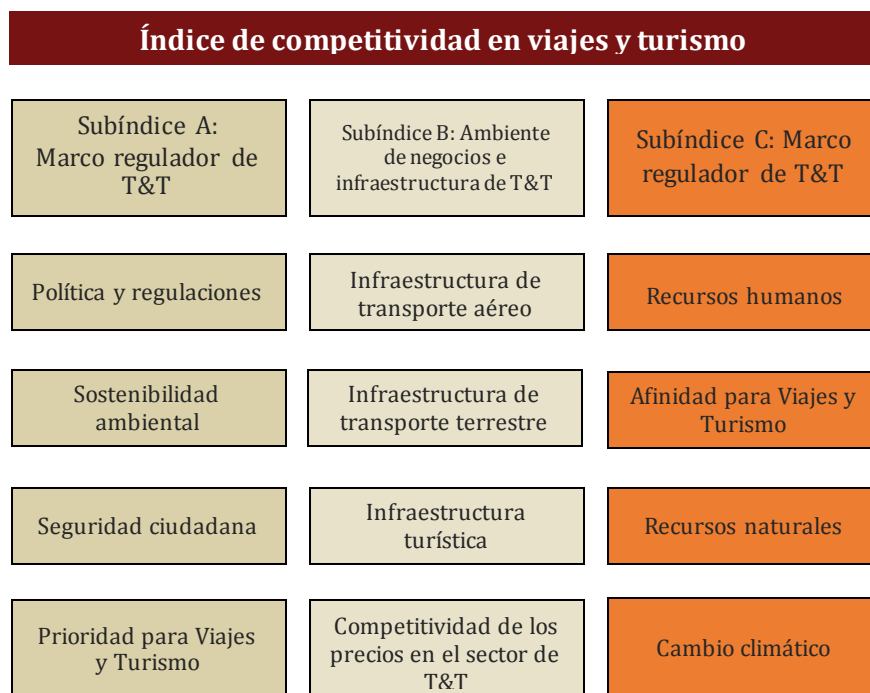 Índice de competitividad en viajes y turismo
Subíndice A:
Marco regulador de
T&T
Subíndice B: Ambiente
de negocios e
infraestructura de T&T
Subíndice C: Marco
regulador de T&T
Política y regulaciones
Infraestructura de
transporte aéreo
Recursos humanos
Sostenibilidad
ambiental
Infraestructura de
transporte terrestre
Afinidad para Viajes y
Turismo
Seguridad ciudadana
Infraestructura
turística
Recursos naturales
Prioridad para Viajes
y Turismo
Competitividad de los
precios en el sector de
T&T
Cambio climático